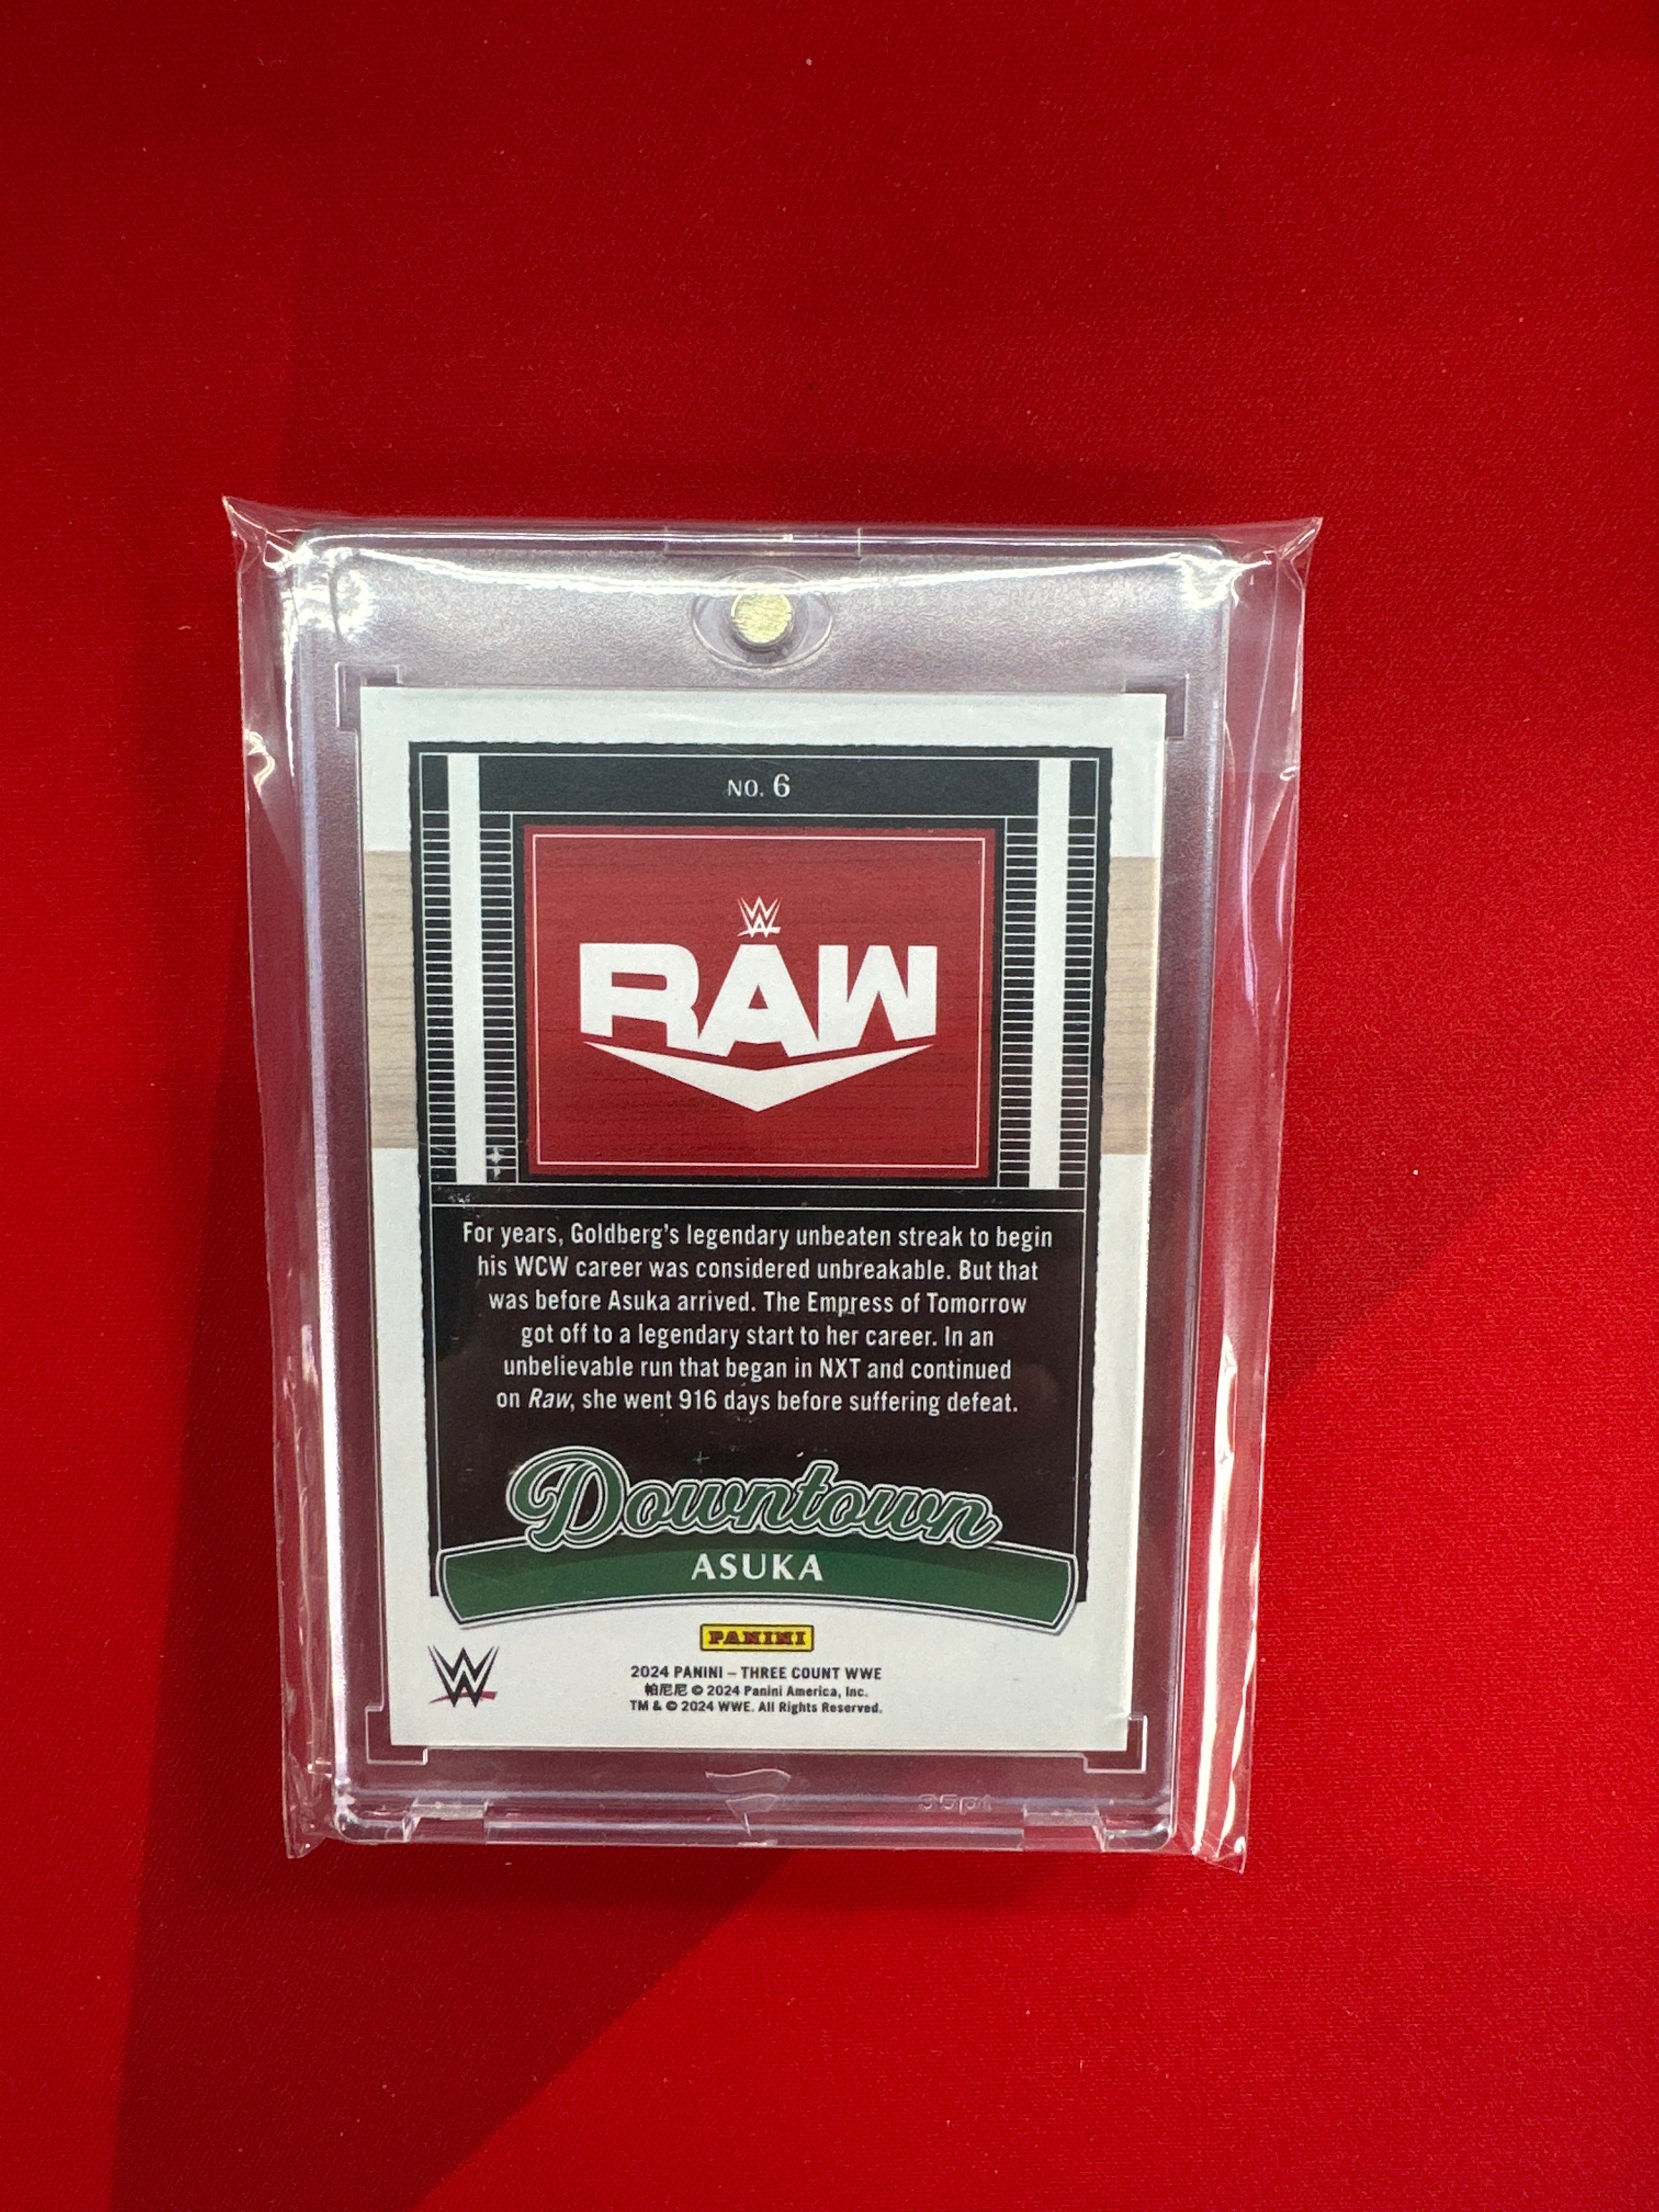 NO. 6
W
RAW
For years, Goldberg's legendary unbeaten streak to begin
his WCW career was considered unbreakable. But that
was before Asuka arrived. The Empress of Tomorrow
got off to a legendary start to her career. In an
unbelievable run that began in NXT and continued
on Raw, she went 916 days before suffering defeat.
Downtown
ASUKA
PANINI
W
2024 PANINI – THREE COUNT WWE
帕尼尼 © 2024 Panini America, Inc.
TM & © 2024 WWE. All Rights Reserved.
35pt